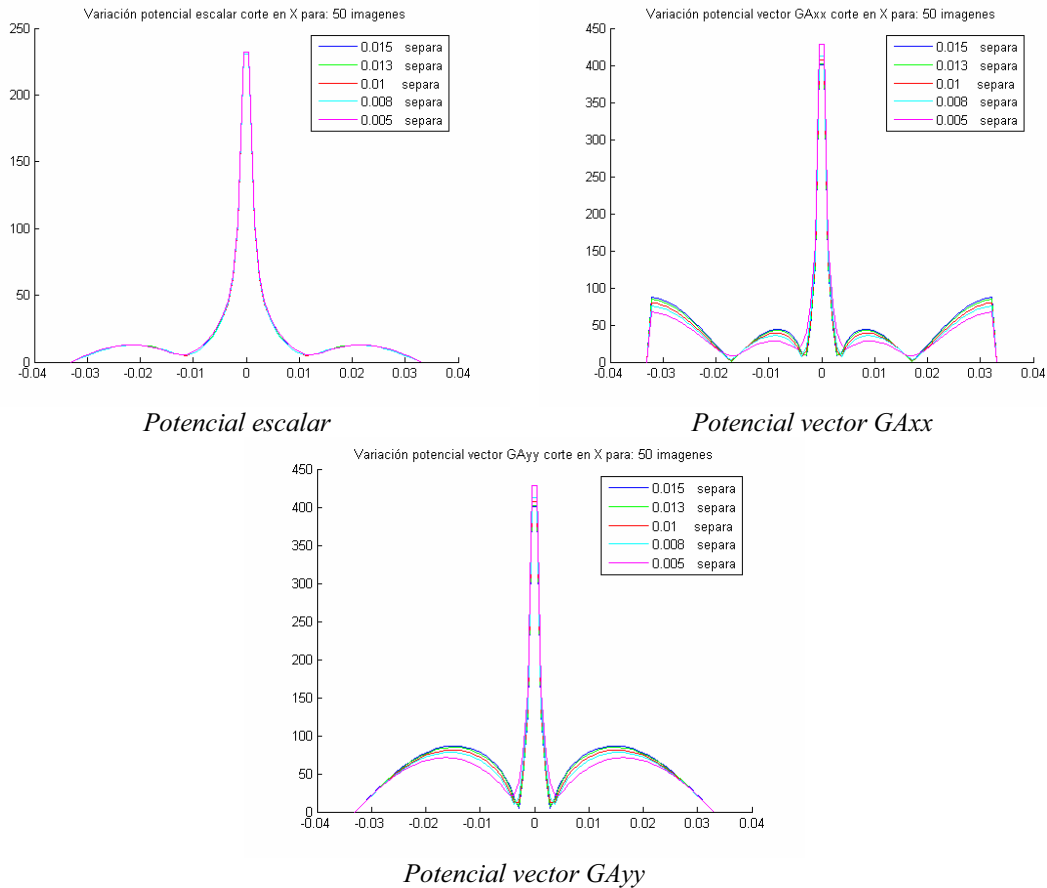 Variación potencial escalar corte en X para: 50 imagenes
250
200
150
100
50
0
-0.04 -0.03 -0.02 -0.01 0 0.01 0.02 0.03 0.04
0.015 separa
0.013 separa
0.01 separa
0.008 separa
0.005 separa
Potencial escalar
Variación potencial vector GAxx corte en X para: 50 imagenes
450
400
350
300
250
200
150
100
50
0
-0.04 -0.03 -0.02 -0.01 0 0.01 0.02 0.03 0.04
0.015 separa
0.013 separa
0.01 separa
0.008 separa
0.005 separa
Potencial vector GAxx
Variación potencial vector GAyy corte en X para: 50 imagenes
450
400
350
300
250
200
150
100
50
0
-0.04 -0.03 -0.02 -0.01 0 0.01 0.02 0.03 0.04
0.015 separa
0.013 separa
0.01 separa
0.008 separa
0.005 separa
Potencial vector GAyy